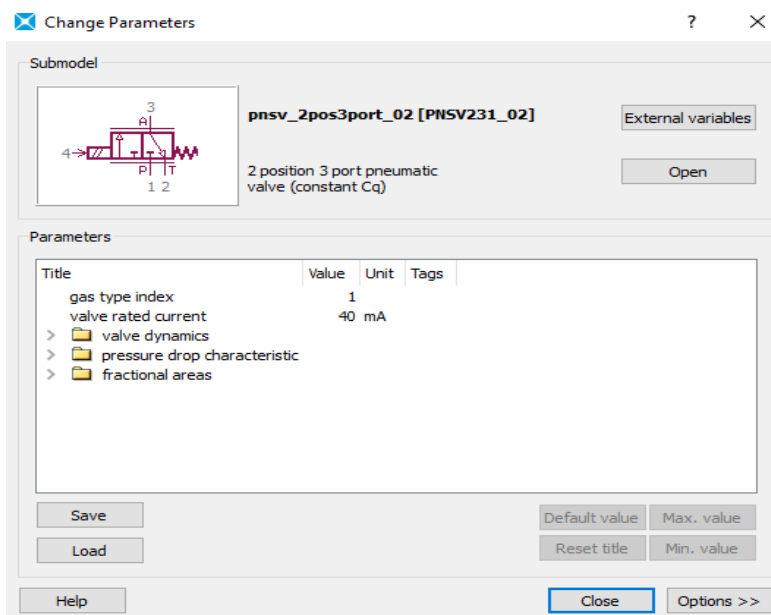 Change Parameters
?
Submodel
3
A
4
P T
1 2
pnsv_2pos3port_02 [PNSV231_02]
External variables
2 position 3 port pneumatic
valve (constant Cq)
Open
Parameters
Title Value Unit Tags
gas type index 1
valve rated current 40 mA
valve dynamics
pressure drop characteristic
fractional areas
Save
Default value Max. value
Load
Reset title Min. value
Help
Close
Options >>